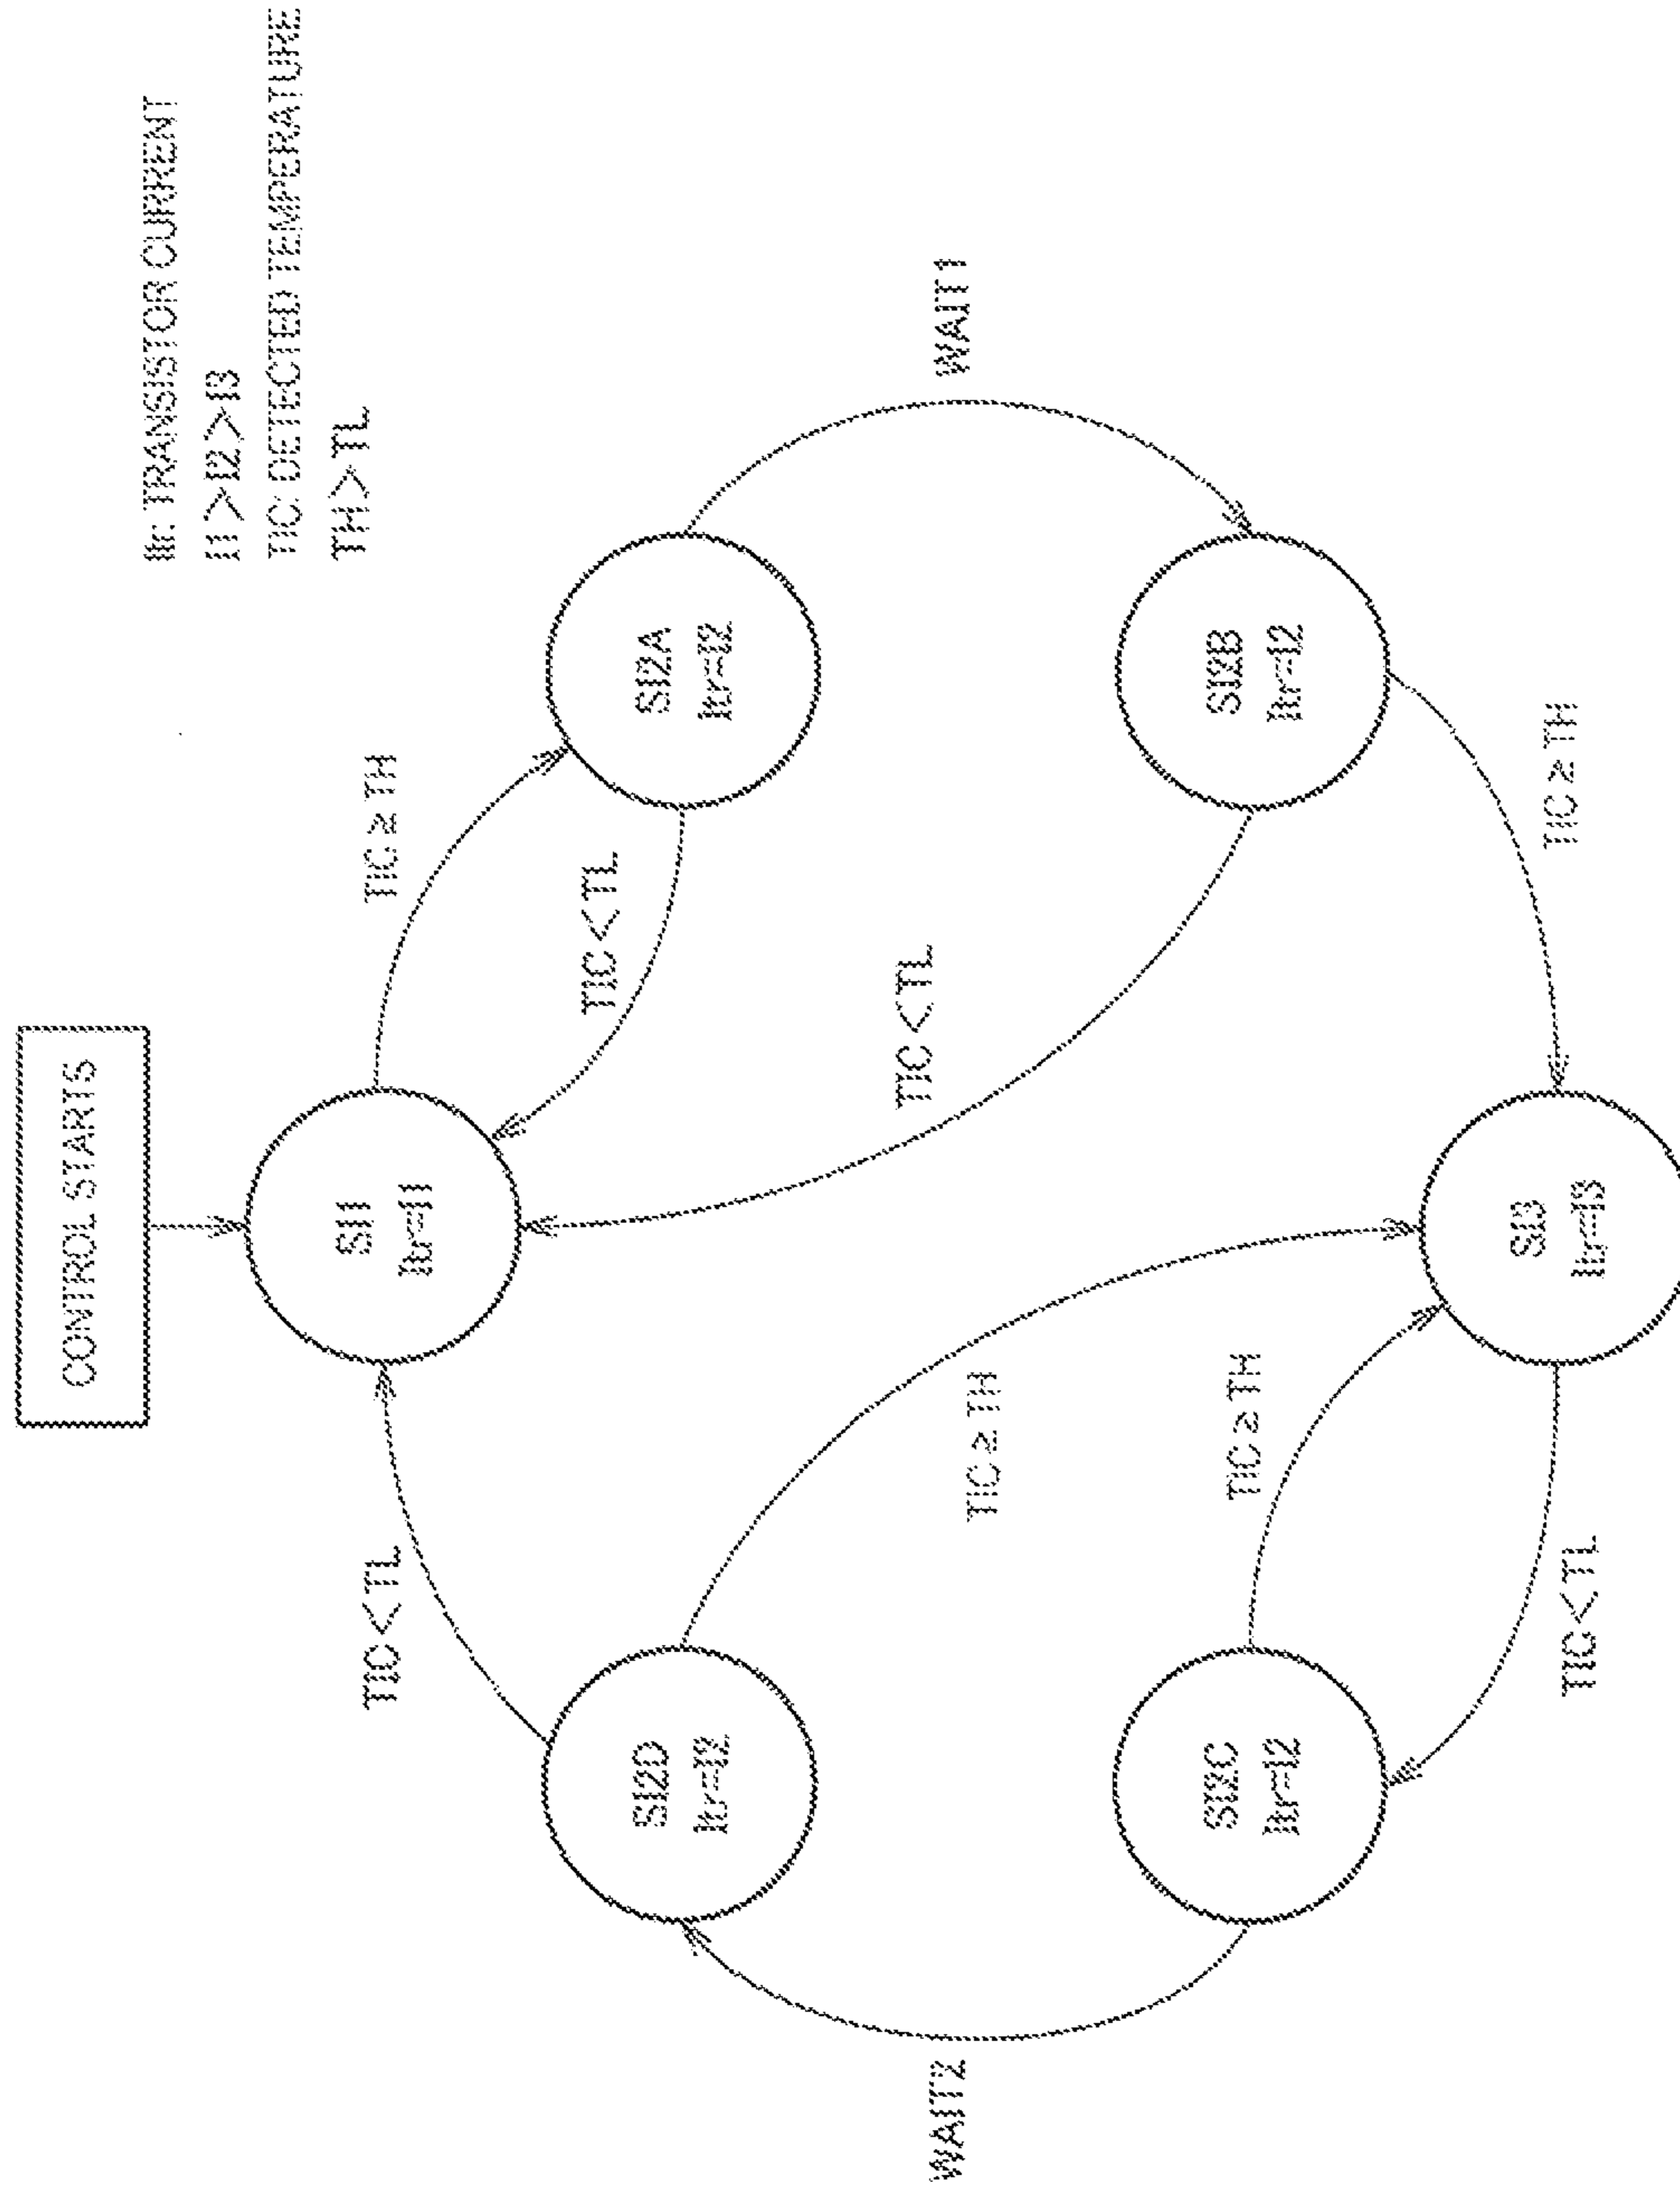 Itr: TRANSISTOR CURRENT
I1>I2>I3
TIC: DETECTED TEMPERATURE
TH>TL
CONTROL STARTS
SI1
Itr=I1
TIC≥TH
TIC<TL
SI2A
Itr=I2
WAIT1
TIC<TL
SI2B
Itr=I2
TIC≥TH
SI3
Itr=I3
TIC<TL
TIC≥TH
SI2C
Itr=I2
WAIT2
TIC≥TH
SI2D
Itr=I2
TIC<TL